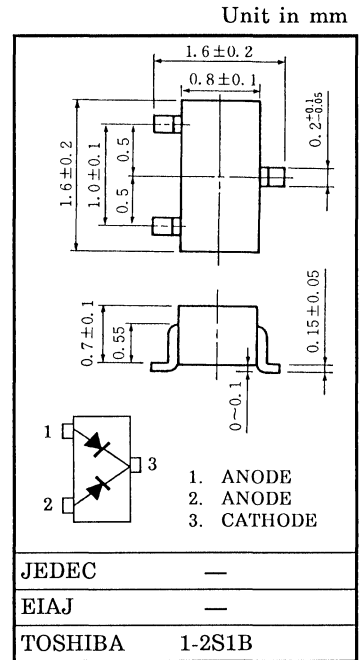 Unit in mm
1.6±0.2
0.8±0.1
1.6±0.2
1.0±0.1
0.5
0.5
0.2+0.1-0.05
0.7±0.1
0.55
0~0.1
0.15±0.05
1
2
3
1. ANODE
2. ANODE
3. CATHODE
JEDEC —
EIAJ —
TOSHIBA 1-2S1B